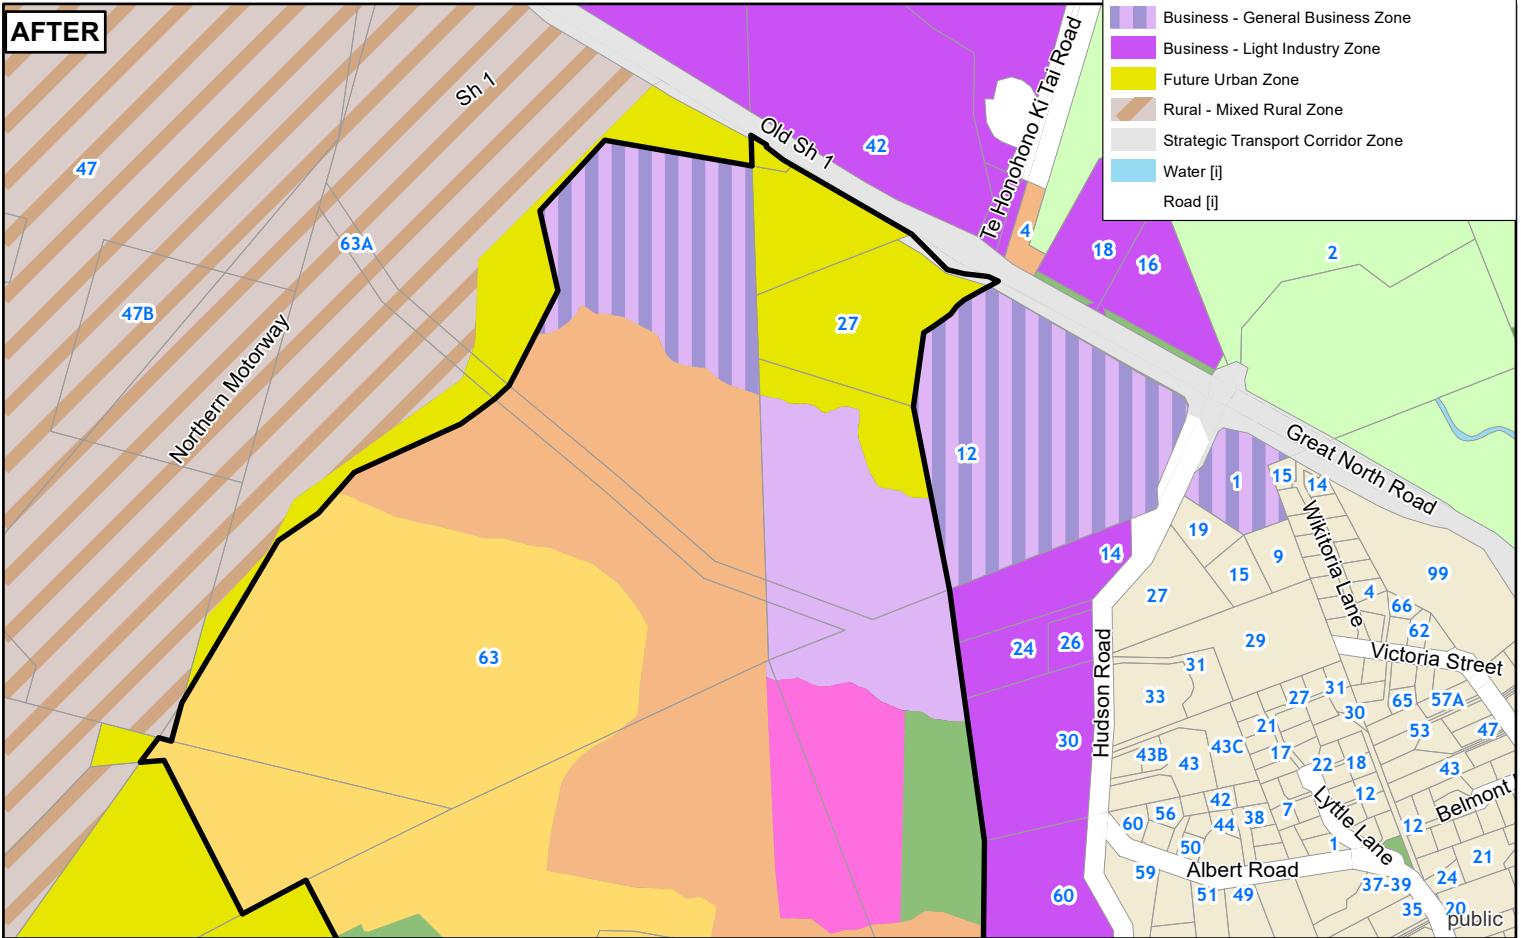 AFTER
Business - General Business Zone
Business - Light Industry Zone
Future Urban Zone
Rural - Mixed Rural Zone
Strategic Transport Corridor Zone
Water [i]
Road [i]
Sh 1
Old Sh 1
Te Honohono Ki Tai Road
42
47
63A
47B
Northern Motorway
4
18
16
2
27
12
1
15
14
Great North Road
Wikitoria Lane
19
9
15
99
14
27
4
66
62
29
24
26
Hudson Road
Victoria Street
63
31
33
31
27
30
65
57A
21
53
47
30
43B
43
43C
17
22
18
43
Lyttle Lane
12
Belmont
42
56
44
38
7
60
12
1
50
21
59
Albert Road
37-39
24
60
51
49
35
20
public